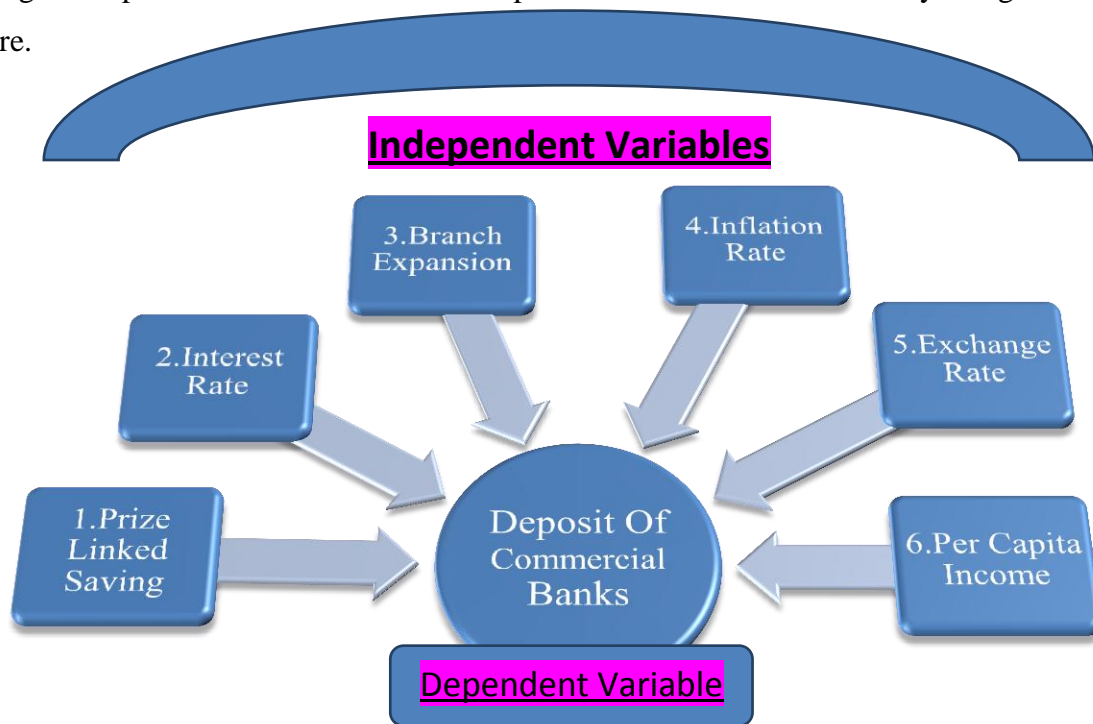 re.
Independent Variables
3.Branch
Expansion
4.Inflation
Rate
2.Interest
Rate
5.Exchange
Rate
1.Prize
Linked
Saving
Deposit Of
Commercial
Banks
6.Per Capita
Income
Dependent Variable